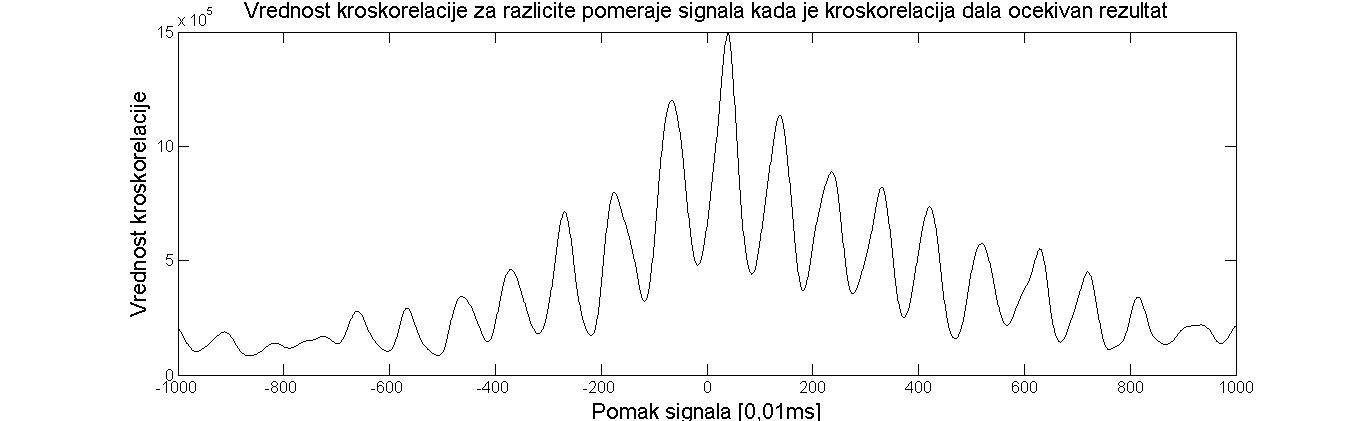 Vrednost kroskorelacije za razlicite pomeraje signala kada je kroskorelacija dala ocekivan rezultat
x 10^5
15
10
5
0
Vrednost kroskorelacije
-1000 -800 -600 -400 -200 0 200 400 600 800 1000
Pomak signala [0,01ms]